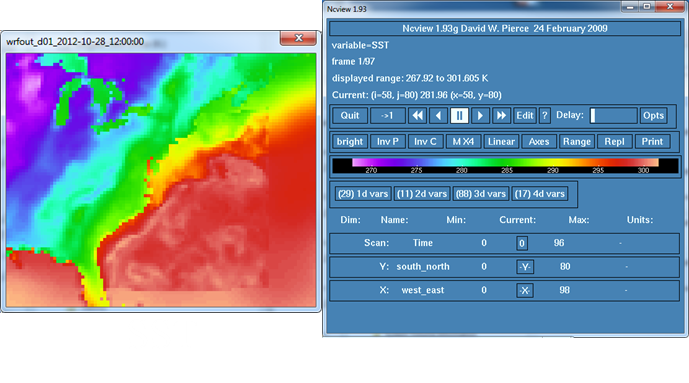 wrfout_d01_2012-10-28_12:00:00
Ncview 1.93
Ncview 1.93g David W. Pierce 24 February 2009
variable=SST
frame 1/97
displayed range: 267.92 to 301.605 K
Current: (i=58, j=80) 281.96 (x=58, y=80)
Quit ->1 Edit ? Delay: Opts
bright Inv P Inv C M X4 Linear Axes Range Repl Print
270 275 280 285 290 295 300
(29) 1d vars (11) 2d vars (88) 3d vars (17) 4d vars
Dim: Name: Min: Current: Max: Units:
Scan: Time 0 0 96 -
Y: south_north 0 -Y- 80 -
X: west_east 0 -X- 98 -